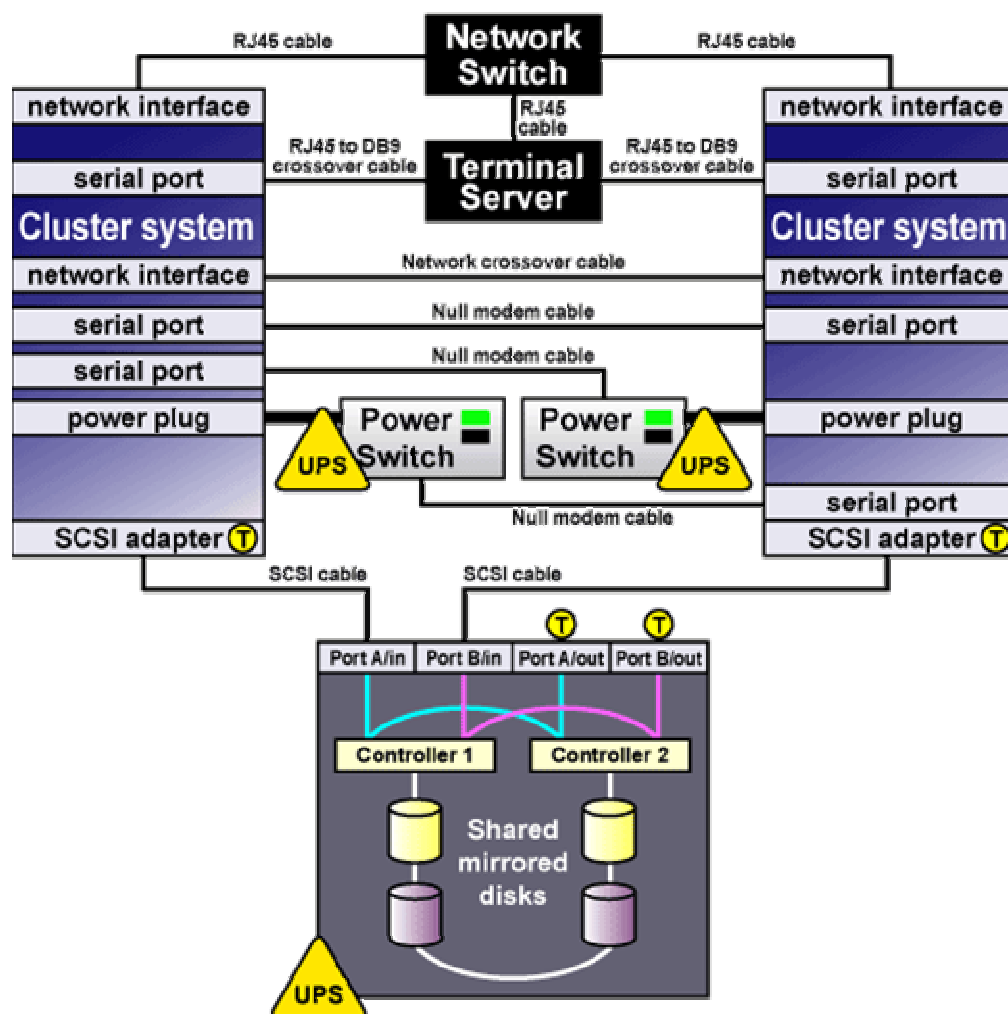 RJ45 cable
Network
Switch
RJ45 cable
network interface
RJ45
cable
network interface
RJ45 to DB9
crossover cable
Terminal
Server
RJ45 to DB9
crossover cable
serial port
serial port
Cluster system
Cluster system
Network crossover cable
network interface
network interface
Null modem cable
serial port
serial port
Null modem cable
serial port
power plug
UPS
Power
Switch
Power
Switch
UPS
power plug
serial port
Null modem cable
SCSI adapter T
SCSI adapter T
SCSI cable
SCSI cable
T
T
Port A/in
Port B/in
Port A/out
Port B/out
Controller 1
Controller 2
Shared
mirrored
disks
UPS